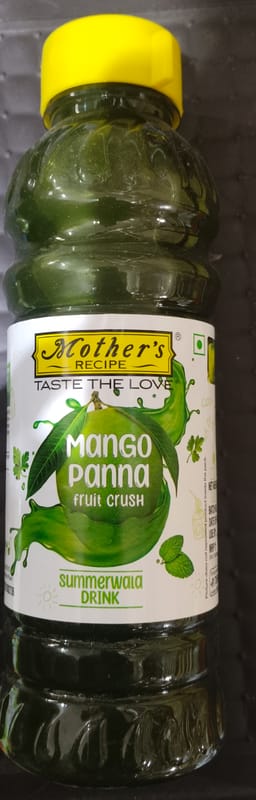 Mother's
RECIPE
®
TASTE THE LOVE
MANGO
PANNA
FRUIT CRUSH
SUMMERWALA
DRINK